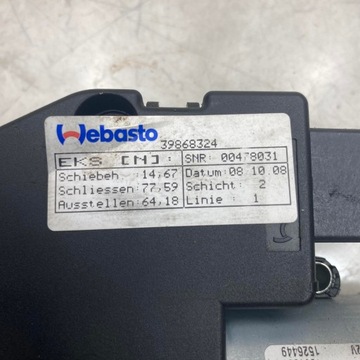 Webasto
39868324
EKS [N]: SNR: 00478031
Schiebeh. :14,67 Datum:08.10.08
Schliessen:77,59 Schicht: 2
Ausstellen:64,18 Linie : 1
1526449